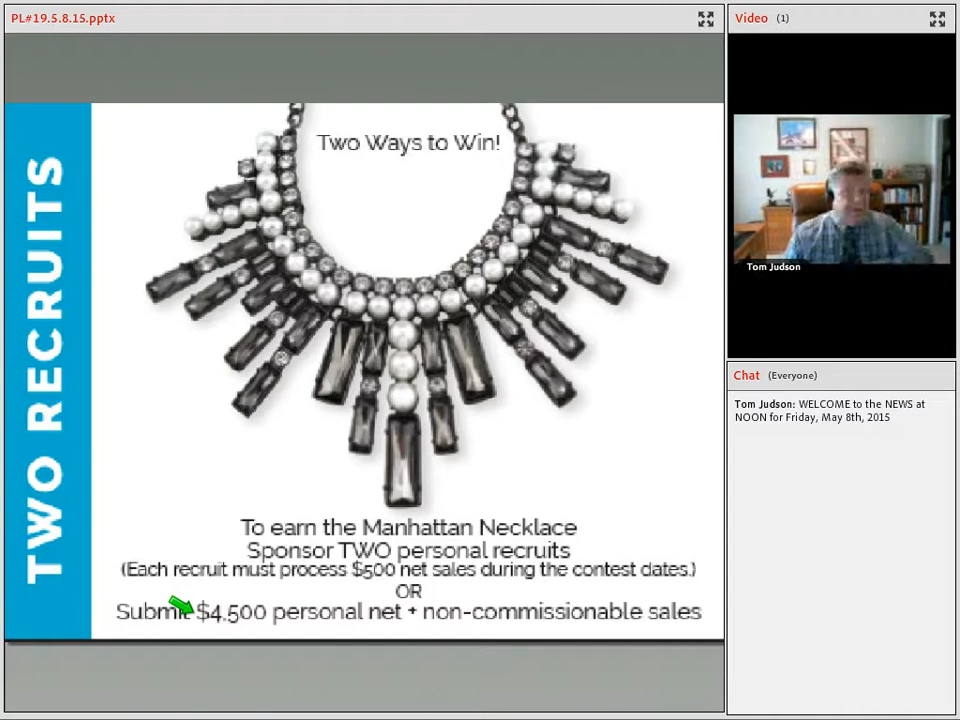 PL#19.5.8.15.pptx
TWO RECRUITS
Two Ways to Win!
To earn the Manhattan Necklace
Sponsor TWO personal recruits
(Each recruit must process $500 net sales during the contest dates.)
OR
Submit $4,500 personal net + non-commissionable sales
Video (1)
Tom Judson
Chat (Everyone)
Tom Judson: WELCOME to the NEWS at
NOON for Friday, May 8th, 2015